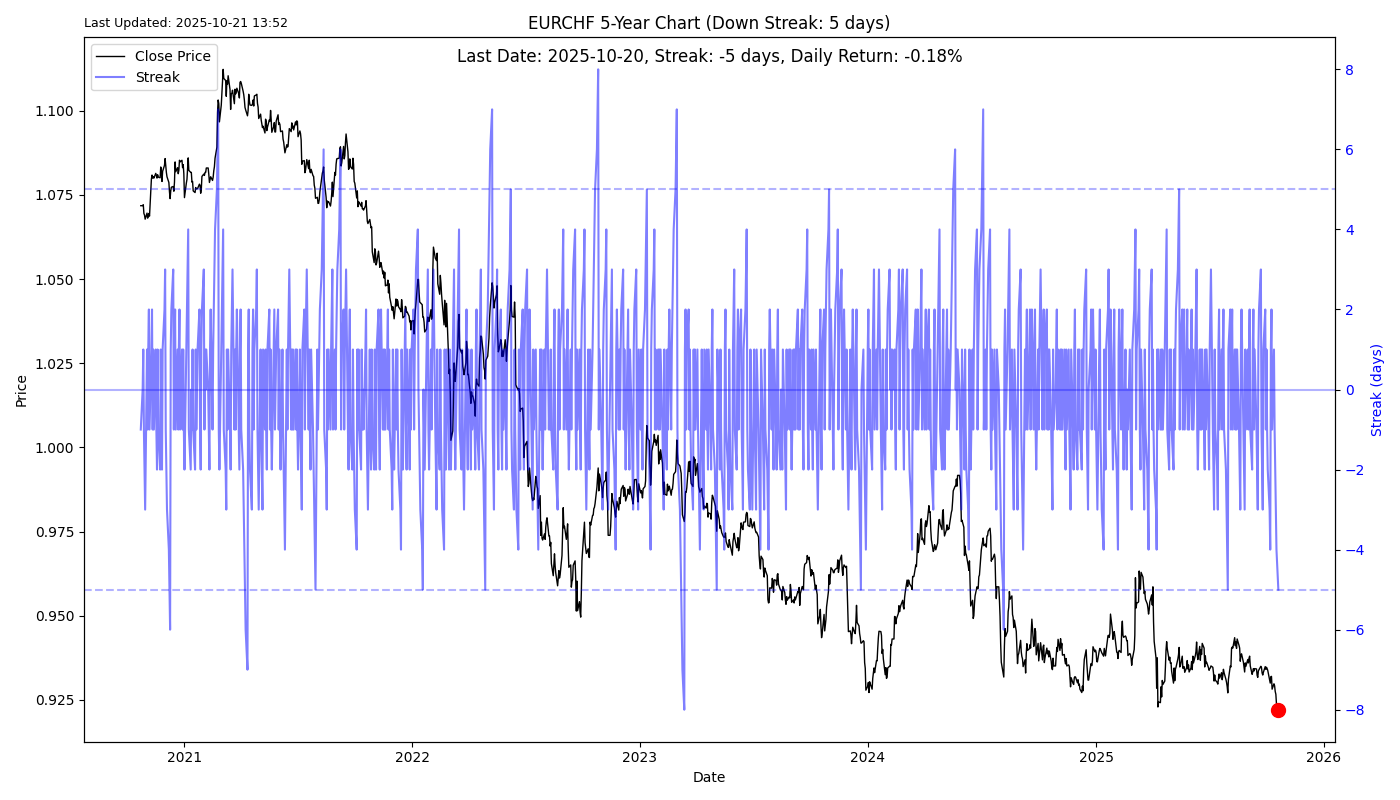 Last Updated: 2025-10-21 13:52
EURCHF 5-Year Chart (Down Streak: 5 days)
Last Date: 2025-10-20, Streak: -5 days, Daily Return: -0.18%
Close Price
Streak
1.100
1.075
1.050
1.025
1.000
0.975
0.950
0.925
Price
8
6
4
2
0
−2
−4
−6
−8
Streak (days)
2021
2022
2023
2024
2025
2026
Date